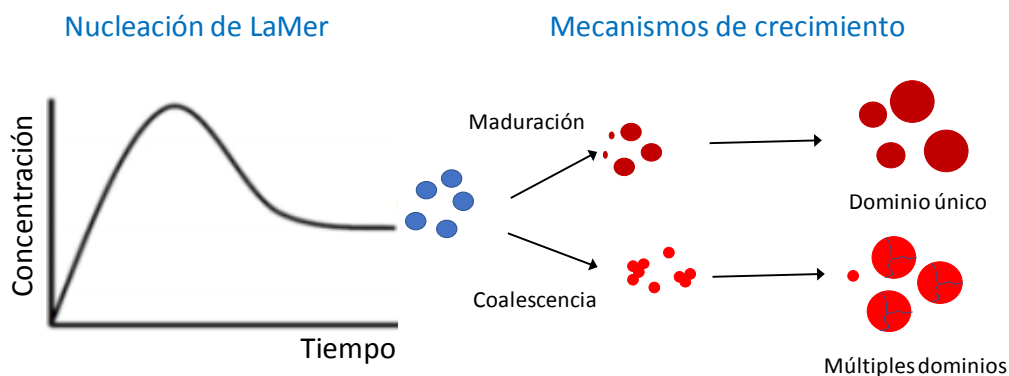 Nucleación de LaMer
Concentración
Tiempo
Mecanismos de crecimiento
Maduración
Dominio único
Coalescencia
Múltiples dominios